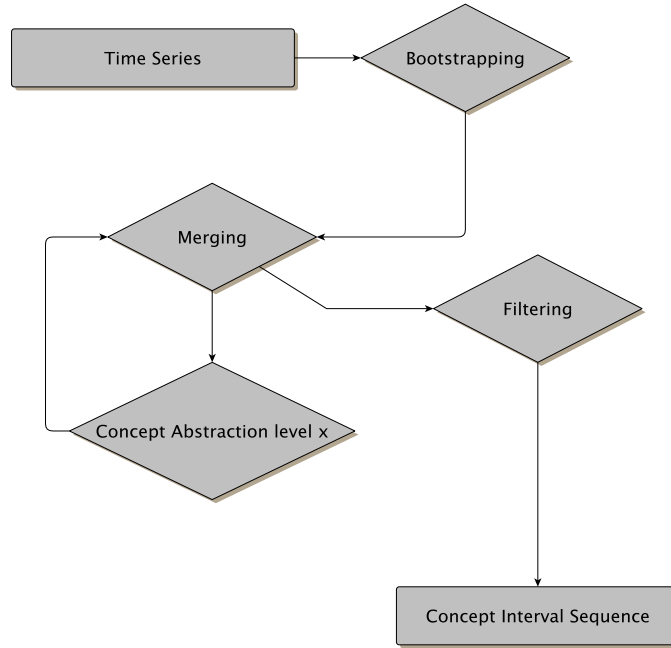 Time Series
Bootstrapping
Merging
Filtering
Concept Abstraction level x
Concept Interval Sequence